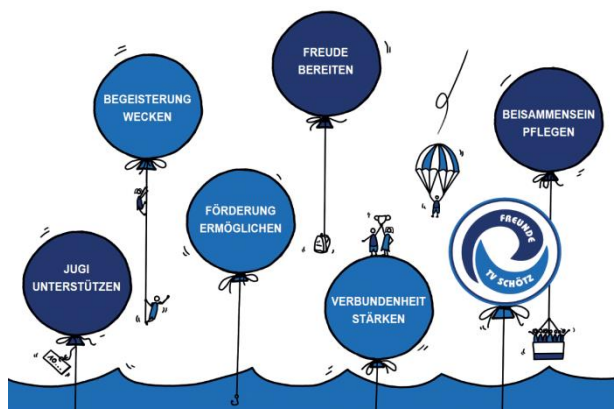 FREUDE
BEREITEN
BEGEISTERUNG
WECKEN
BEISAMMENSEIN
PFLEGEN
FÖRDERUNG
ERMÖGLICHEN
FREUNDE
TV SCHÖTZ
JUGI
UNTERSTÜTZEN
VERBUNDENHEIT
STÄRKEN